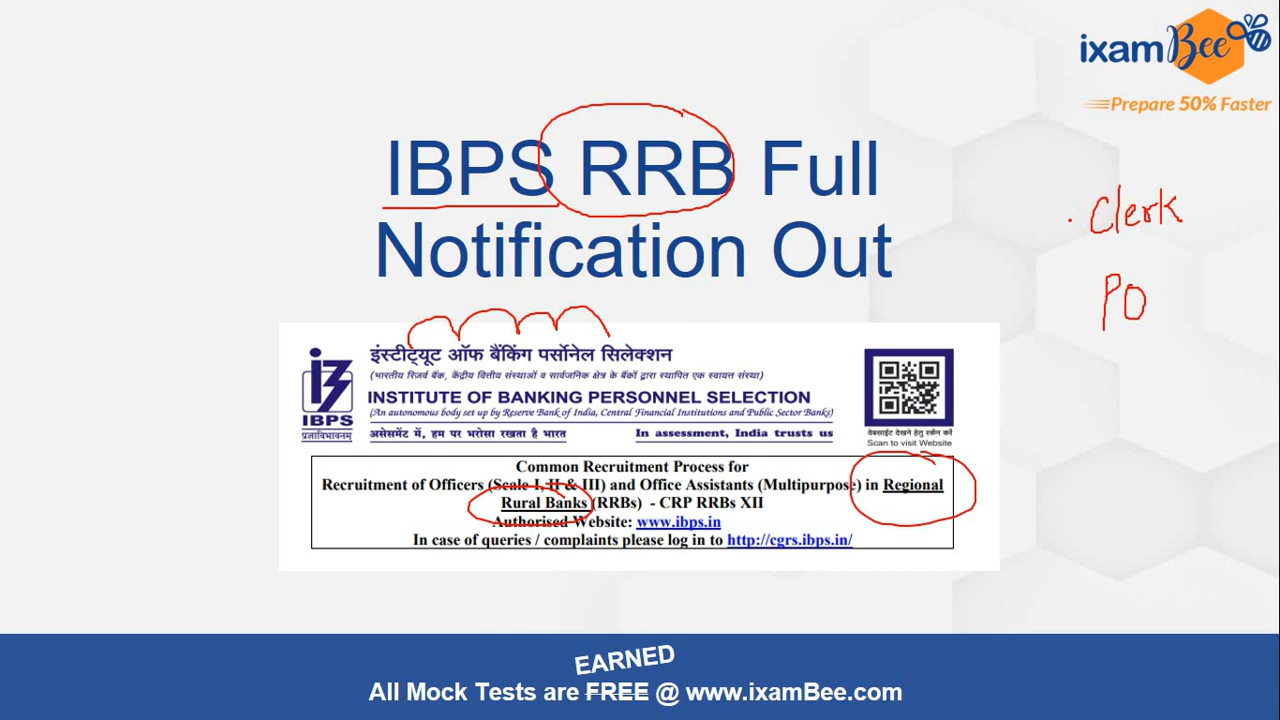 ixamBee
Prepare 50% Faster
IBPS RRB Full
Notification Out
Clerk
PO
इंस्टीट्यूट ऑफ बैंकिंग पर्सोनेल सिलेक्शन
(भारतीय रिज़र्व बैंक, केंद्रीय वित्तीय संस्थाओं व सार्वजनिक क्षेत्र के बैंकों द्वारा स्थापित एक स्वायत्त संस्था)
INSTITUTE OF BANKING PERSONNEL SELECTION
(An autonomous body set up by Reserve Bank of India, Central Financial Institutions and Public Sector Banks)
IBPS
प्रज्ञाविभावनम्
असेसमेंट में, हम पर भरोसा रखता है भारत
In assessment, India trusts us
वेबसाईट देखने हेतु स्कैन करें
Scan to visit Website
Common Recruitment Process for
Recruitment of Officers (Scale I, II & III) and Office Assistants (Multipurpose) in Regional
Rural Banks (RRBs) - CRP RRBs XII
Authorised Website: www.ibps.in
In case of queries / complaints please log in to http://cgrs.ibps.in/
EARNED
All Mock Tests are FREE @ www.ixamBee.com